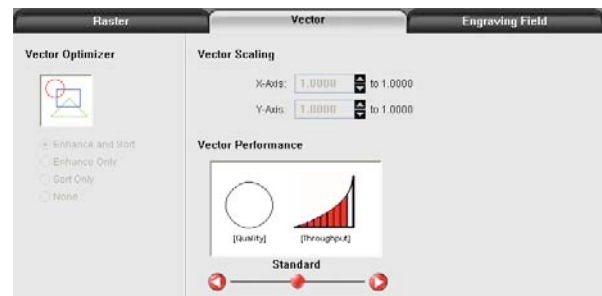 Raster
Vector
Engraving Field
Vector Optimizer
Enhance and Sort
Enhance Only
Sort Only
None
Vector Scaling
X-Axis: 1.0000 to 1.0000
Y-Axis: 1.0000 to 1.0000
Vector Performance
[Quality]
[Throughput]
Standard